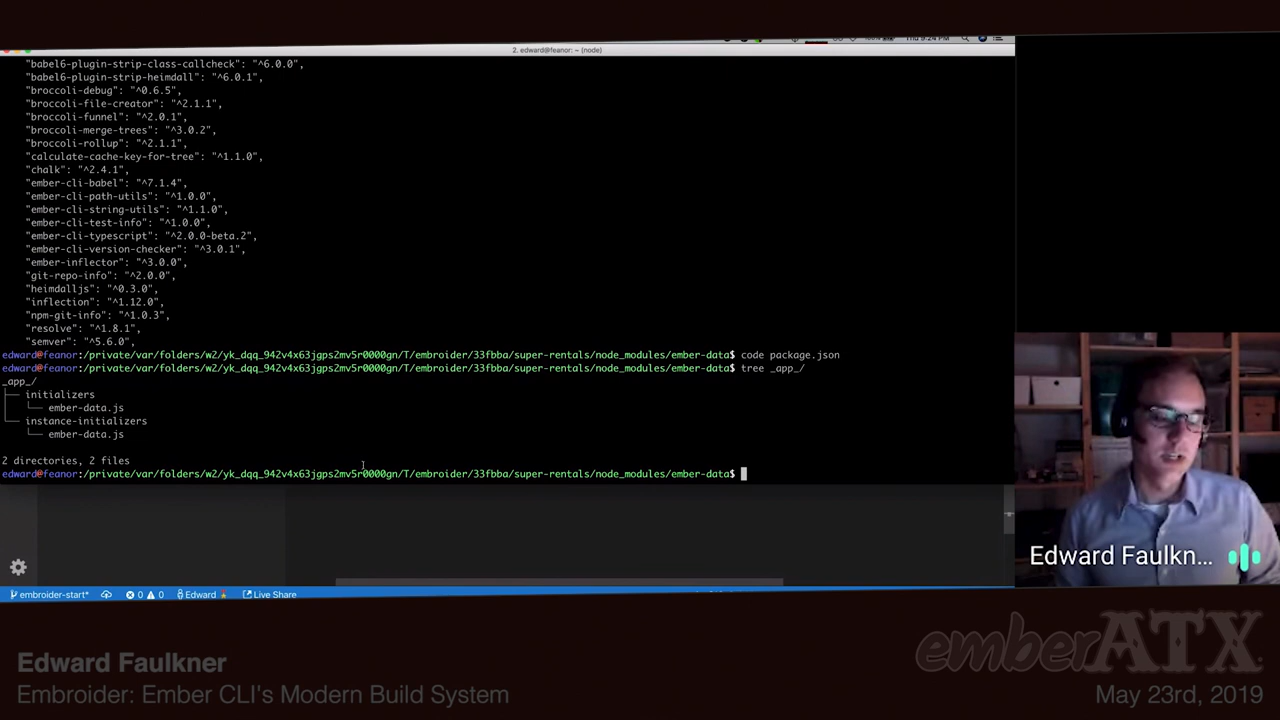 2. edward@feanor: ~ (node)
"babel6-plugin-strip-class-callcheck": "^6.0.0",
"babel6-plugin-strip-heimdall": "^6.0.1",
"broccoli-debug": "^0.6.5",
"broccoli-file-creator": "^2.1.1",
"broccoli-funnel": "^2.0.1",
"broccoli-merge-trees": "^3.0.2",
"broccoli-rollup": "^2.1.1",
"calculate-cache-key-for-tree": "^1.1.0",
"chalk": "^2.4.1",
"ember-cli-babel": "^7.1.4",
"ember-cli-path-utils": "^1.0.0",
"ember-cli-string-utils": "^1.1.0",
"ember-cli-test-info": "^1.0.0",
"ember-cli-typescript": "^2.0.0-beta.2",
"ember-cli-version-checker": "^3.0.1",
"ember-inflector": "^3.0.0",
"git-repo-info": "^2.0.0",
"heimdalljs": "^0.3.0",
"inflection": "^1.12.0",
"npm-git-info": "^1.0.3",
"resolve": "^1.8.1",
"semver": "^5.6.0",
edward@feanor:/private/var/folders/w2/yk_dqq_942v4x63jgps2mv5r0000gn/T/embroider/33fbba/super-rentals/node_modules/ember-data$ code package.json
edward@feanor:/private/var/folders/w2/yk_dqq_942v4x63jgps2mv5r0000gn/T/embroider/33fbba/super-rentals/node_modules/ember-data$ tree _app_/
_app_/
├── initializers
│   └── ember-data.js
└── instance-initializers
    └── ember-data.js
2 directories, 2 files
edward@feanor:/private/var/folders/w2/yk_dqq_942v4x63jgps2mv5r0000gn/T/embroider/33fbba/super-rentals/node_modules/ember-data$
Edward Faulkn...
embroider-start* 0 0 Edward Live Share
Edward Faulkner
Embroider: Ember CLI's Modern Build System
emberATX
May 23rd, 2019